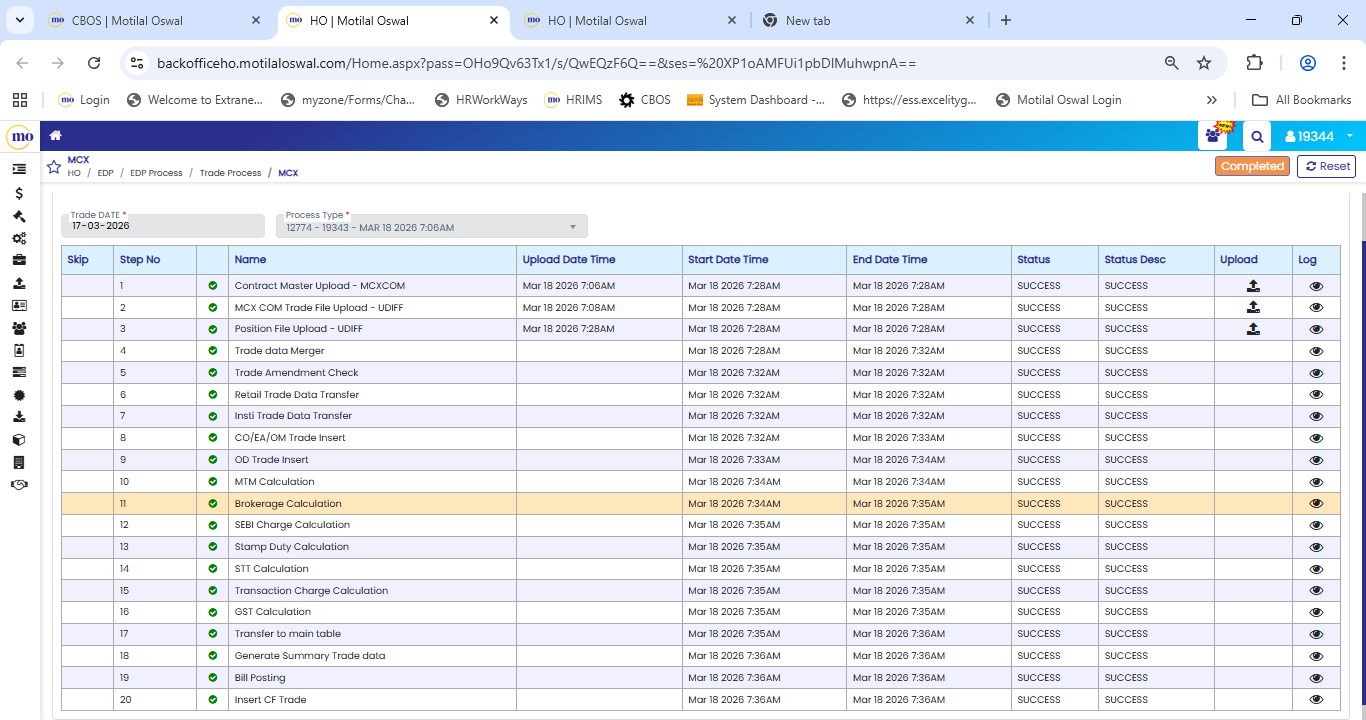 CBOS | Motilal Oswal
HO | Motilal Oswal
HO | Motilal Oswal
New tab
backofficeho.motilaloswal.com/Home.aspx?pass=OHo9Qv63Tx1/s/QwEQzF6Q==&ses=%20XP1oAMFUi1pbDlMuhwpnA==
mo Login
Welcome to Extrane...
myzone/Forms/Cha...
HRWorkWays
mo HRIMS
CBOS
System Dashboard -...
https://ess.excelityg...
Motilal Oswal Login
All Bookmarks
mo
19344
MCX
HO / EDP / EDP Process / Trade Process / MCX
Completed
Reset
Trade DATE *
17-03-2026
Process Type *
12774 - 19343 - MAR 18 2026 7:06AM
Skip Step No Name Upload Date Time Start Date Time End Date Time Status Status Desc Upload Log
1 Contract Master Upload - MCXCOM Mar 18 2026 7:06AM Mar 18 2026 7:28AM Mar 18 2026 7:28AM SUCCESS SUCCESS
2 MCX COM Trade File Upload - UDIFF Mar 18 2026 7:08AM Mar 18 2026 7:28AM Mar 18 2026 7:28AM SUCCESS SUCCESS
3 Position File Upload - UDIFF Mar 18 2026 7:28AM Mar 18 2026 7:28AM Mar 18 2026 7:28AM SUCCESS SUCCESS
4 Trade data Merger Mar 18 2026 7:28AM Mar 18 2026 7:32AM SUCCESS SUCCESS
5 Trade Amendment Check Mar 18 2026 7:32AM Mar 18 2026 7:32AM SUCCESS SUCCESS
6 Retail Trade Data Transfer Mar 18 2026 7:32AM Mar 18 2026 7:32AM SUCCESS SUCCESS
7 Insti Trade Data Transfer Mar 18 2026 7:32AM Mar 18 2026 7:32AM SUCCESS SUCCESS
8 CO/EA/OM Trade Insert Mar 18 2026 7:32AM Mar 18 2026 7:33AM SUCCESS SUCCESS
9 OD Trade Insert Mar 18 2026 7:33AM Mar 18 2026 7:34AM SUCCESS SUCCESS
10 MTM Calculation Mar 18 2026 7:34AM Mar 18 2026 7:34AM SUCCESS SUCCESS
11 Brokerage Calculation Mar 18 2026 7:34AM Mar 18 2026 7:35AM SUCCESS SUCCESS
12 SEBI Charge Calculation Mar 18 2026 7:35AM Mar 18 2026 7:35AM SUCCESS SUCCESS
13 Stamp Duty Calculation Mar 18 2026 7:35AM Mar 18 2026 7:35AM SUCCESS SUCCESS
14 STT Calculation Mar 18 2026 7:35AM Mar 18 2026 7:35AM SUCCESS SUCCESS
15 Transaction Charge Calculation Mar 18 2026 7:35AM Mar 18 2026 7:35AM SUCCESS SUCCESS
16 GST Calculation Mar 18 2026 7:35AM Mar 18 2026 7:35AM SUCCESS SUCCESS
17 Transfer to main table Mar 18 2026 7:35AM Mar 18 2026 7:36AM SUCCESS SUCCESS
18 Generate Summary Trade data Mar 18 2026 7:36AM Mar 18 2026 7:36AM SUCCESS SUCCESS
19 Bill Posting Mar 18 2026 7:36AM Mar 18 2026 7:36AM SUCCESS SUCCESS
20 Insert CF Trade Mar 18 2026 7:36AM Mar 18 2026 7:36AM SUCCESS SUCCESS